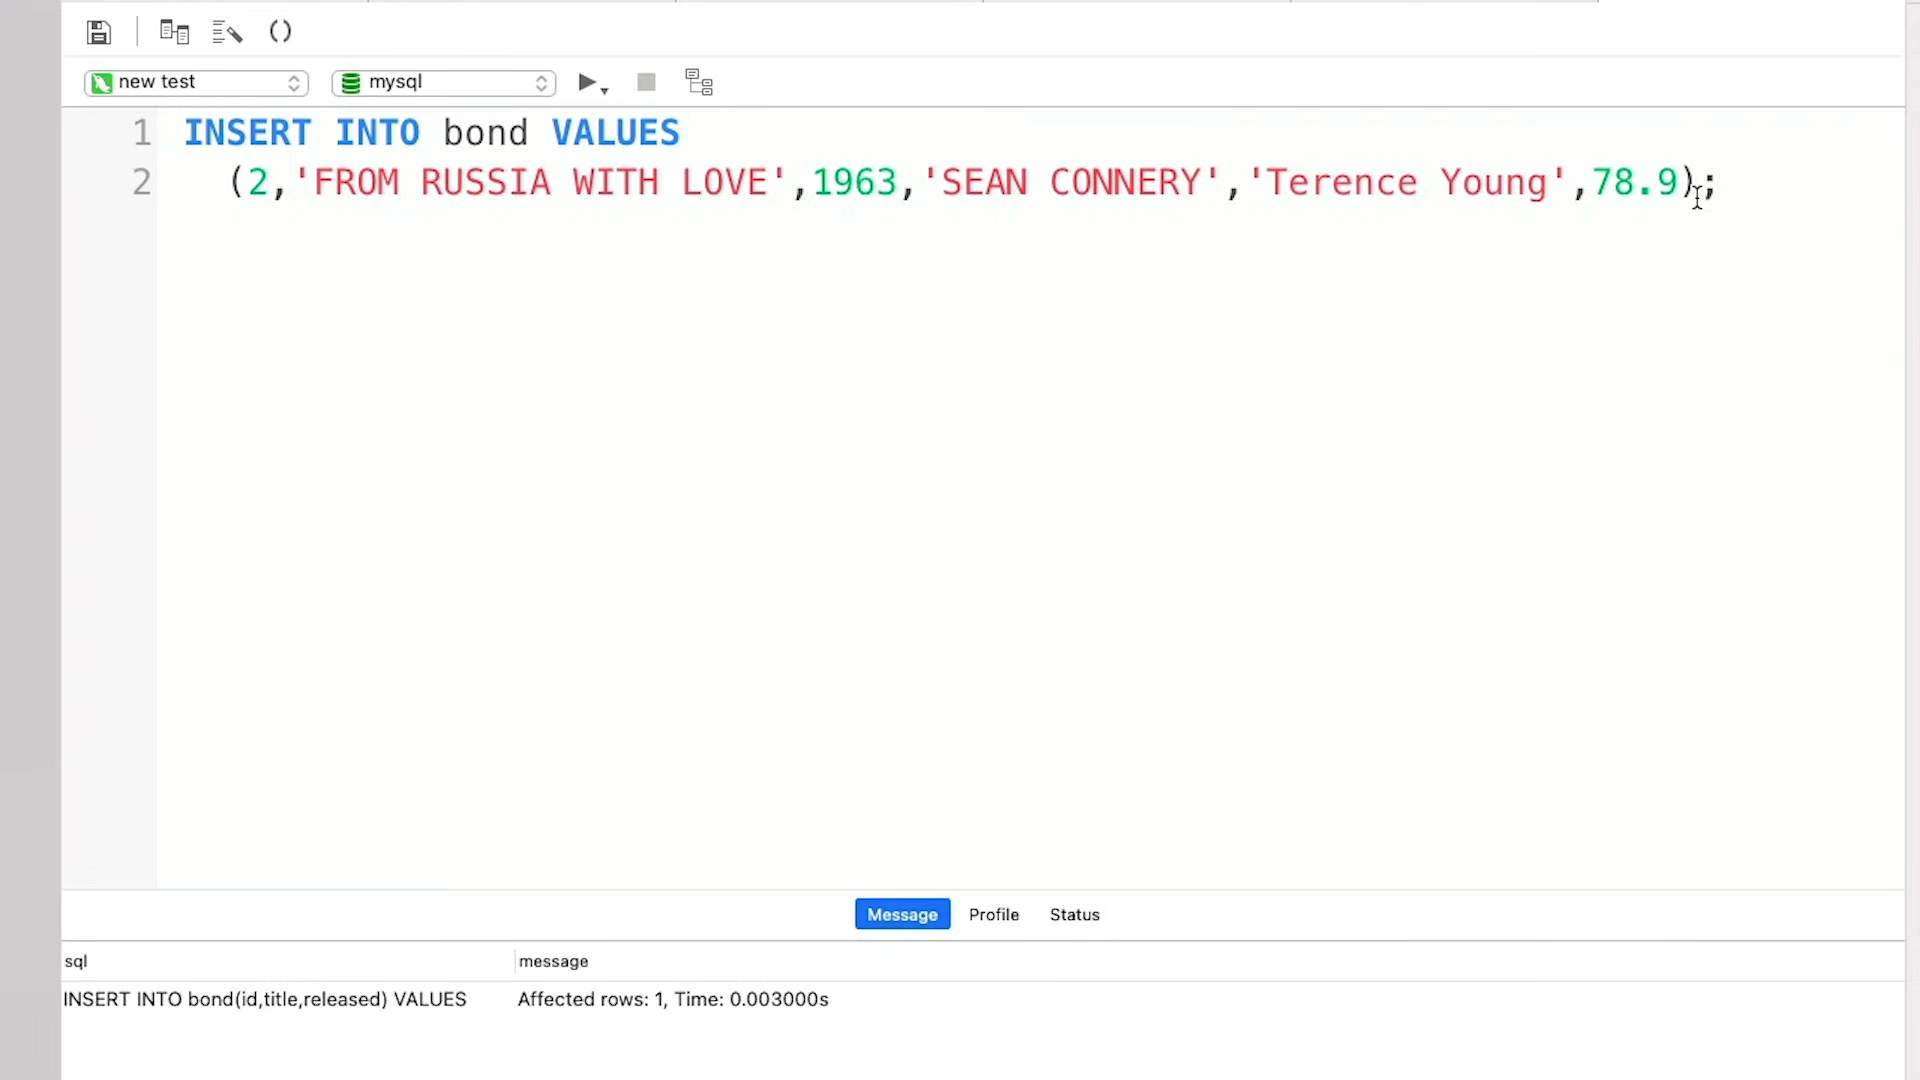 new test mysql
1 INSERT INTO bond VALUES
2 (2,'FROM RUSSIA WITH LOVE',1963,'SEAN CONNERY','Terence Young',78.9);
Message Profile Status
sql message
INSERT INTO bond(id,title,released) VALUES Affected rows: 1, Time: 0.003000s